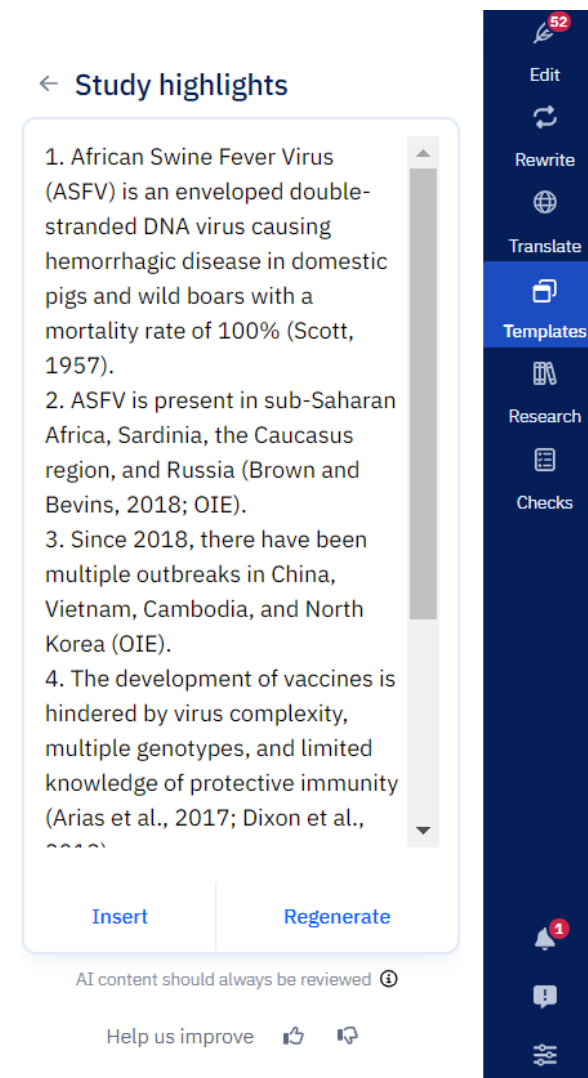 Study highlights
1. African Swine Fever Virus
(ASFV) is an enveloped double-
stranded DNA virus causing
hemorrhagic disease in domestic
pigs and wild boars with a
mortality rate of 100% (Scott,
1957).
2. ASFV is present in sub-Saharan
Africa, Sardinia, the Caucasus
region, and Russia (Brown and
Bevins, 2018; OIE).
3. Since 2018, there have been
multiple outbreaks in China,
Vietnam, Cambodia, and North
Korea (OIE).
4. The development of vaccines is
hindered by virus complexity,
multiple genotypes, and limited
knowledge of protective immunity
(Arias et al., 2017; Dixon et al.,
Insert
Regenerate
AI content should always be reviewed
Help us improve
52
Edit
Rewrite
Translate
Templates
Research
Checks
1